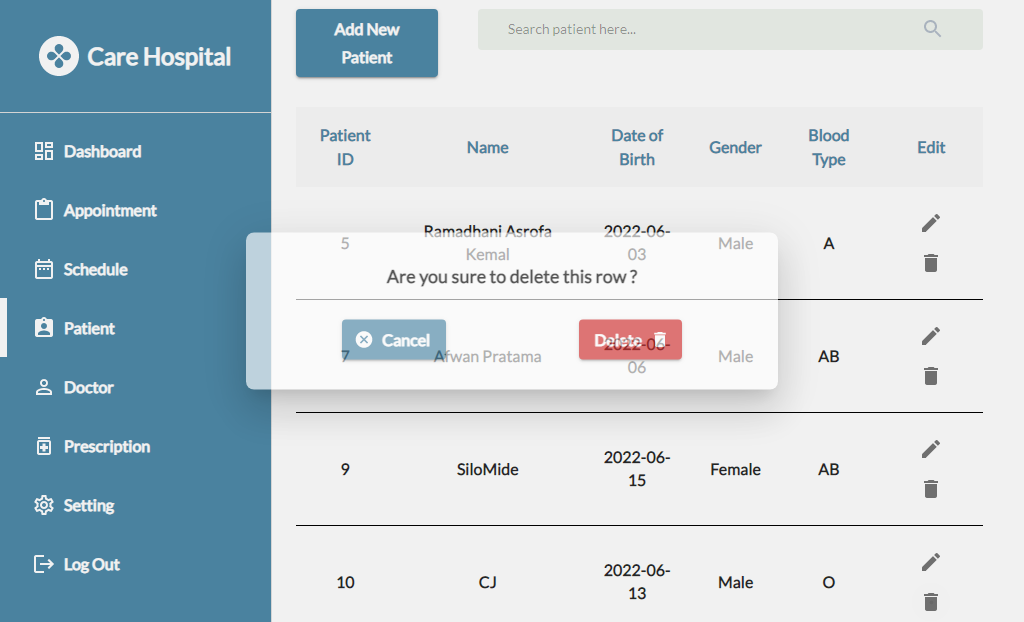 Care Hospital
Dashboard
Appointment
Schedule
Patient
Doctor
Prescription
Setting
Log Out
Add New
Patient
Search patient here...
Patient
ID
Name
Date of
Birth
Gender
Blood
Type
Edit
5
Ramadhani Asrofa
Kemal
2022-06-
03
Male
A
Are you sure to delete this row ?
Cancel
Delete
7
Afwan Pratama
2022-06-
06
Male
AB
9
SiloMide
2022-06-
15
Female
AB
10
CJ
2022-06-
13
Male
O